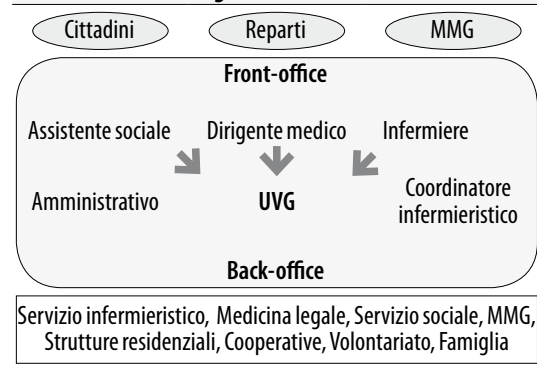 Cittadini Reparti MMG
Front-office
Assistente sociale Dirigente medico Infermiere
Amministrativo UVG Coordinatore
infermieristico
Back-office
Servizio infermieristico, Medicina legale, Servizio sociale, MMG,
Strutture residenziali, Cooperative, Volontariato, Famiglia